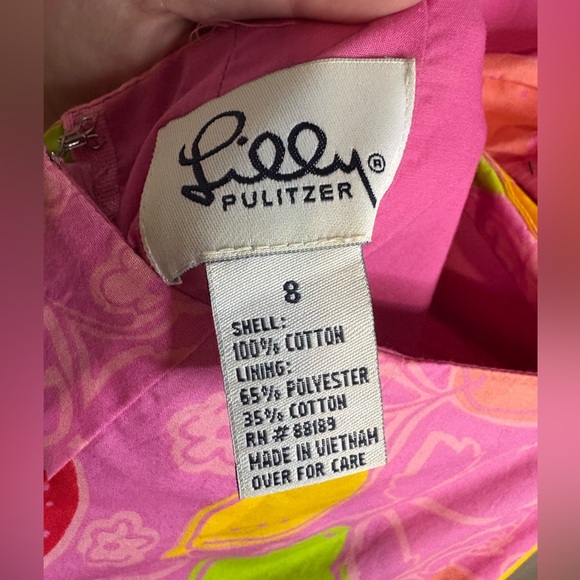 Lilly®
PULITZER
8
SHELL:
100% COTTON
LINING:
65% POLYESTER
35% COTTON
RN # 88189
MADE IN VIETNAM
OVER FOR CARE